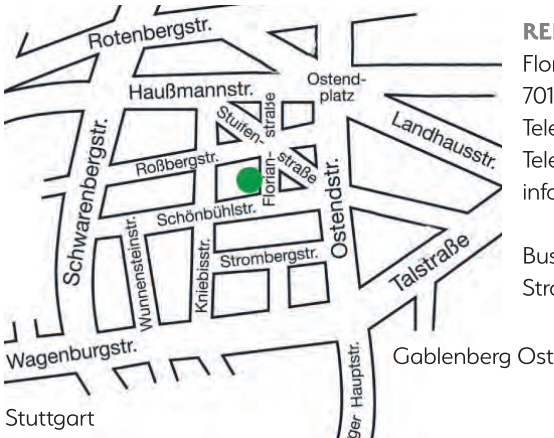 Rotenbergstr.
Haußmannstr.
Ostend-
platz
Landhausstr.
Stuifen-
straße
Florian-
straße
Roßbergstr.
Schwarenbergstr.
Schönbühlstr.
Ostendstr.
Wunnensteinstr.
Kniebisstr.
Strombergstr.
Talstraße
Wagenburgstr.
Hauptstr.
Gablenberg Ost
Stuttgart